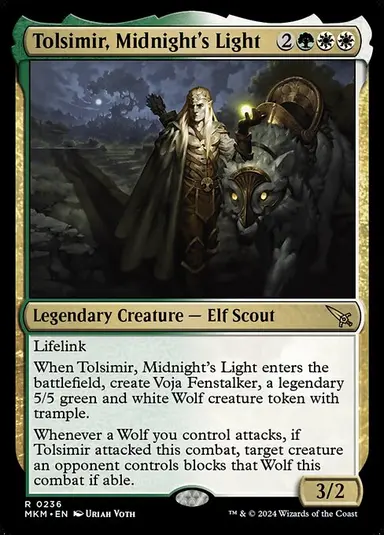 Tolsimir, Midnight's Light 2
Legendary Creature — Elf Scout
Lifelink
When Tolsimir, Midnight's Light enters the
battlefield, create Voja Fenstalker, a legendary
5/5 green and white Wolf creature token with
trample.
Whenever a Wolf you control attacks, if
Tolsimir attacked this combat, target creature
an opponent controls blocks that Wolf this
combat if able.
3/2
R 0236
MKM • EN Uriah Voth
™ & © 2024 Wizards of the Coast